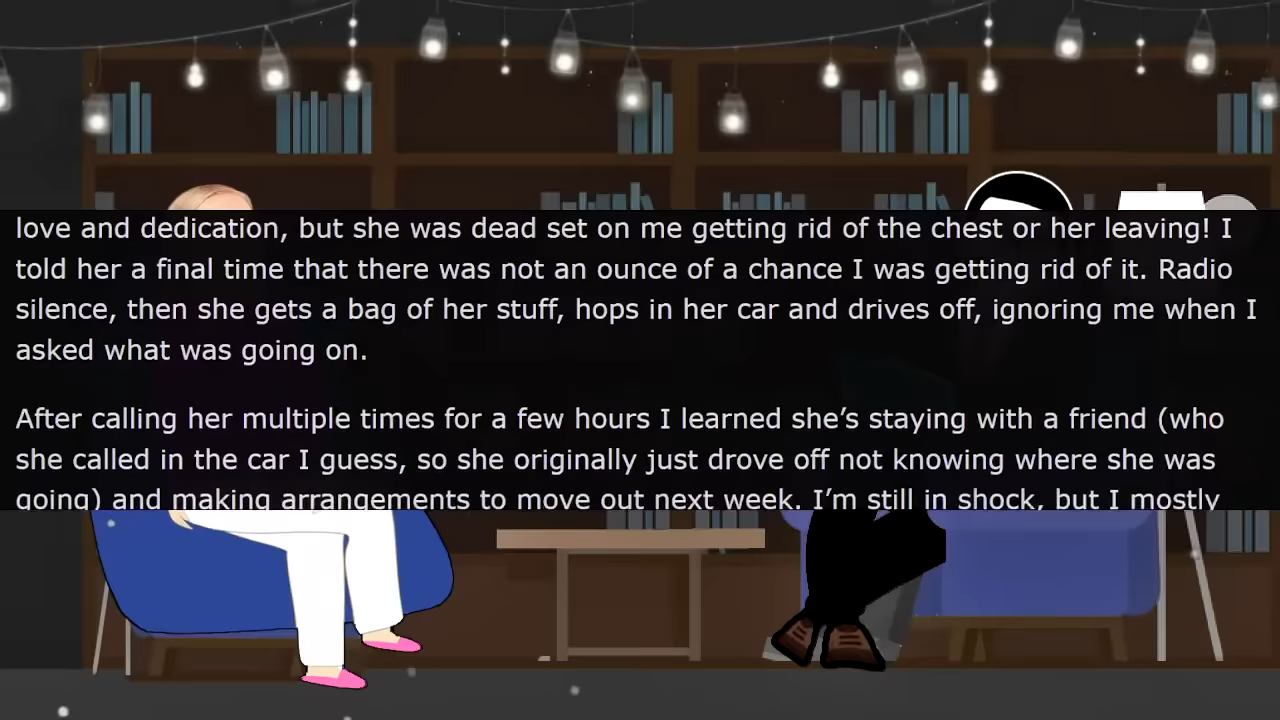 love and dedication, but she was dead set on me getting rid of the chest or her leaving! I
told her a final time that there was not an ounce of a chance I was getting rid of it. Radio
silence, then she gets a bag of her stuff, hops in her car and drives off, ignoring me when I
asked what was going on.
After calling her multiple times for a few hours I learned she’s staying with a friend (who
she called in the car I guess, so she originally just drove off not knowing where she was
going) and making arrangements to move out next week. I’m still in shock, but I mostly